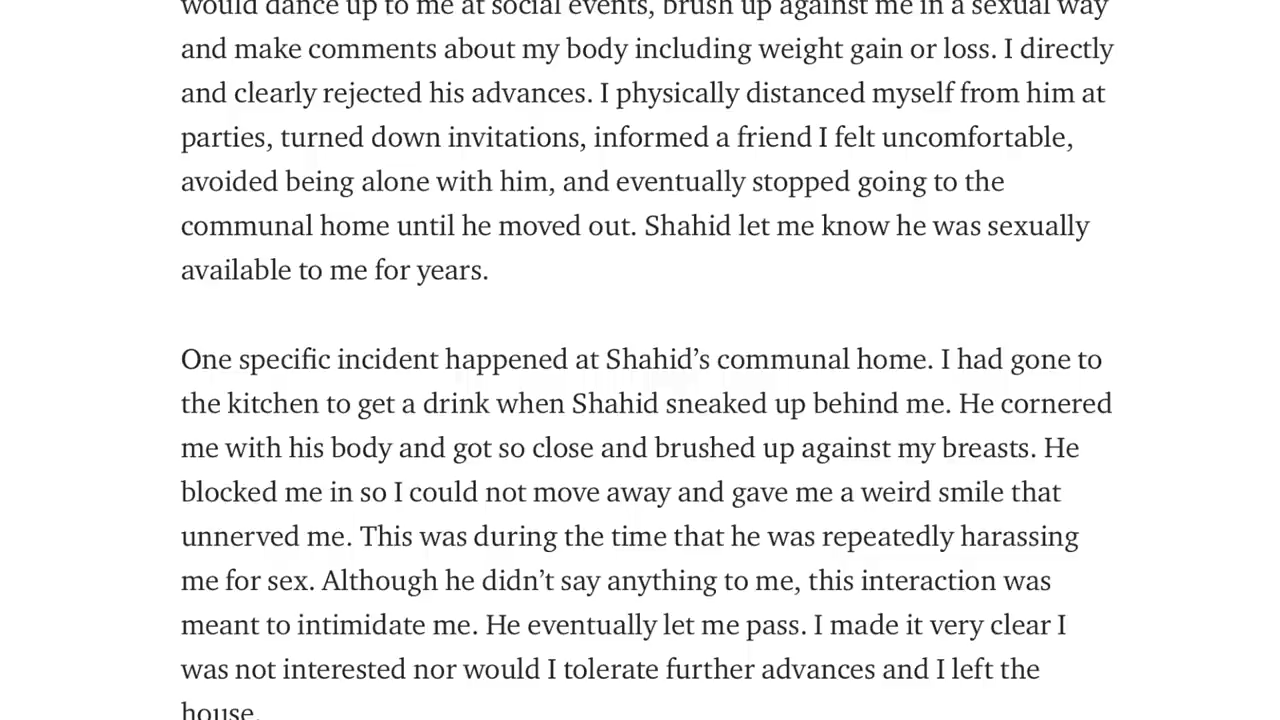 would dance up to me at social events, brush up against me in a sexual way
and make comments about my body including weight gain or loss. I directly
and clearly rejected his advances. I physically distanced myself from him at
parties, turned down invitations, informed a friend I felt uncomfortable,
avoided being alone with him, and eventually stopped going to the
communal home until he moved out. Shahid let me know he was sexually
available to me for years.
One specific incident happened at Shahid’s communal home. I had gone to
the kitchen to get a drink when Shahid sneaked up behind me. He cornered
me with his body and got so close and brushed up against my breasts. He
blocked me in so I could not move away and gave me a weird smile that
unnerved me. This was during the time that he was repeatedly harassing
me for sex. Although he didn’t say anything to me, this interaction was
meant to intimidate me. He eventually let me pass. I made it very clear I
was not interested nor would I tolerate further advances and I left the
house.